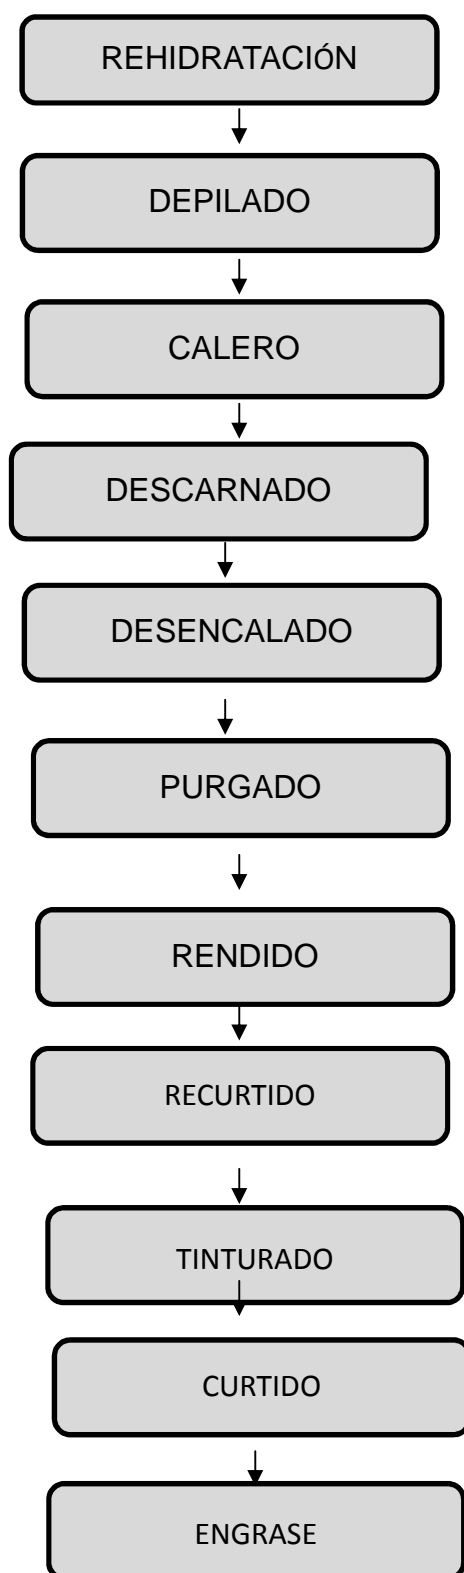 REHIDRATACIÓN
DEPILADO
CALERO
DESCARNADO
DESENCALADO
PURGADO
RENDIDO
RECURTIDO
TINTURADO
CURTIDO
ENGRASE